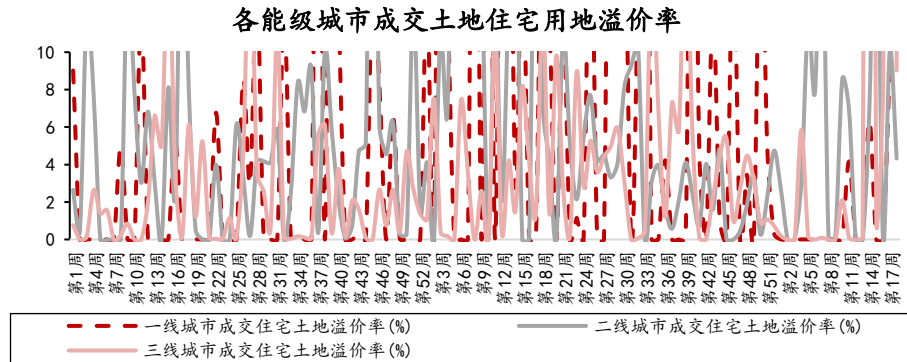 各能级城市成交土地住宅用地溢价率
10
8
6
4
2
0
第1周
第4周
第7周
第10周
第13周
第16周
第19周
第22周
第25周
第28周
第31周
第34周
第37周
第40周
第43周
第46周
第49周
第52周
第3周
第6周
第9周
第12周
第15周
第18周
第21周
第24周
第27周
第30周
第33周
第36周
第39周
第42周
第45周
第48周
第51周
第2周
第5周
第8周
第11周
第14周
第17周
一线城市成交住宅土地溢价率(%)
二线城市成交住宅土地溢价率(%)
三线城市成交住宅土地溢价率(%)